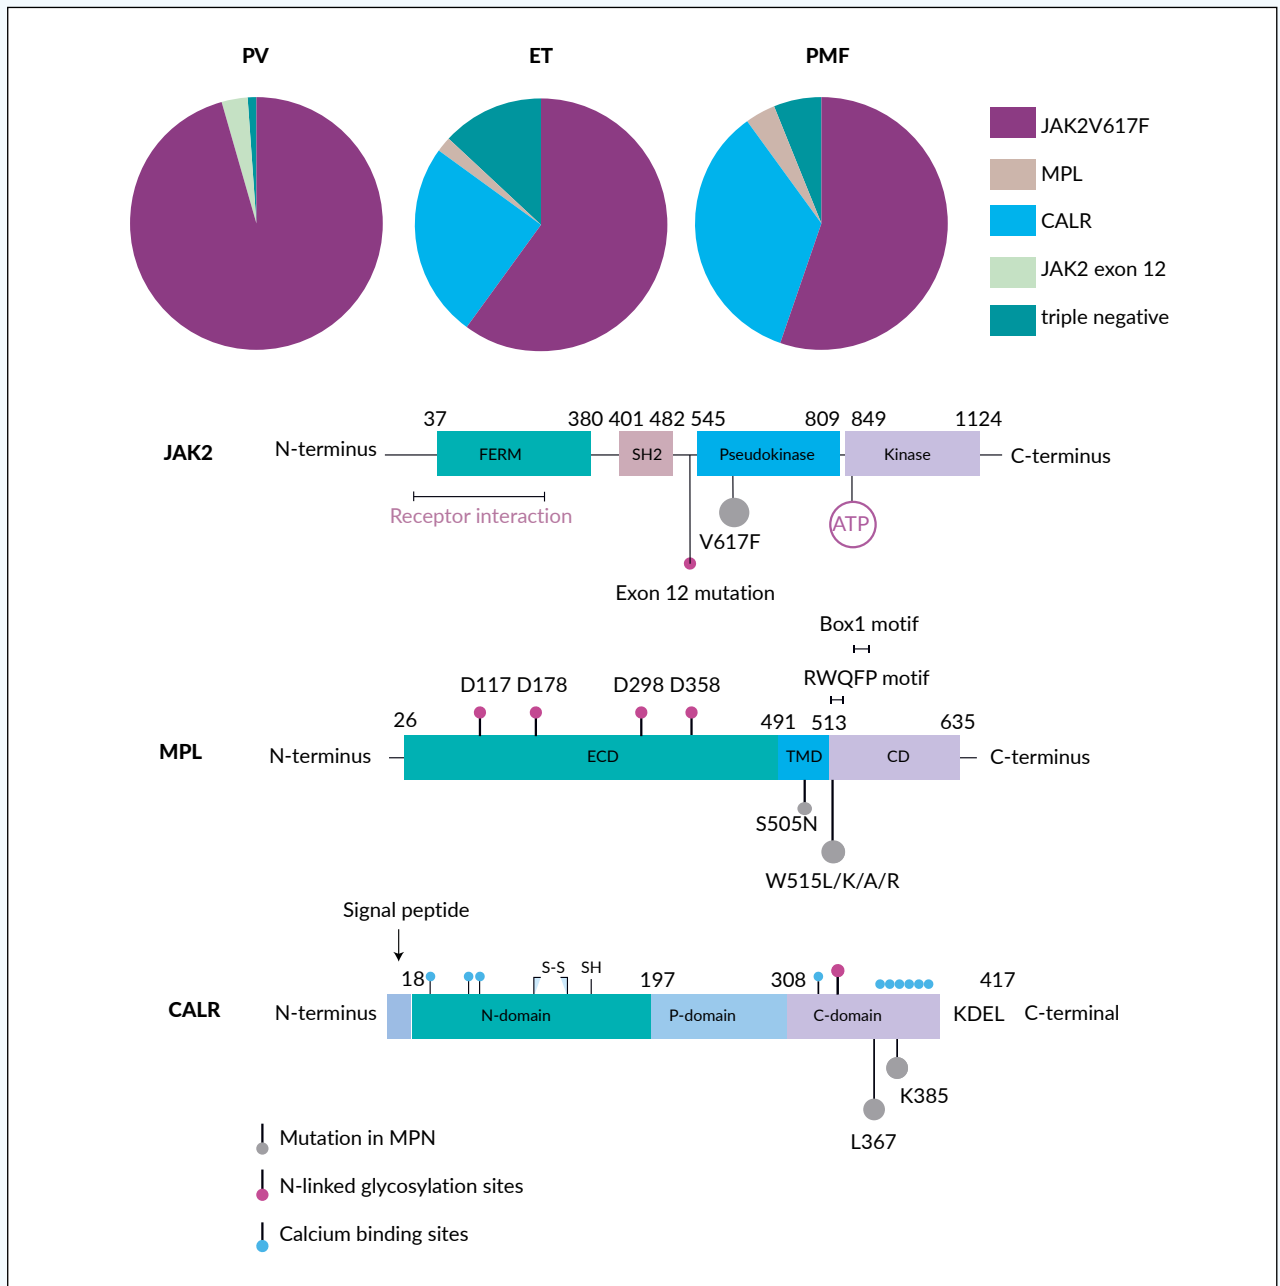 PV ET PMF
JAK2V617F
MPL
CALR
JAK2 exon 12
triple negative
37 380 401 482 545 809 849 1124
JAK2 N-terminus FERM SH2 Pseudokinase Kinase C-terminus
Receptor interaction ATP
V617F
Exon 12 mutation
Box1 motif
RWQFP motif
D117 D178 D298 D358
26 491 513 635
MPL N-terminus ECD TMD CD C-terminus
S505N
W515L/K/A/R
Signal peptide
S-S SH
18 197 308 417
CALR N-terminus N-domain P-domain C-domain KDEL C-terminal
K385
L367
Mutation in MPN
N-linked glycosylation sites
Calcium binding sites